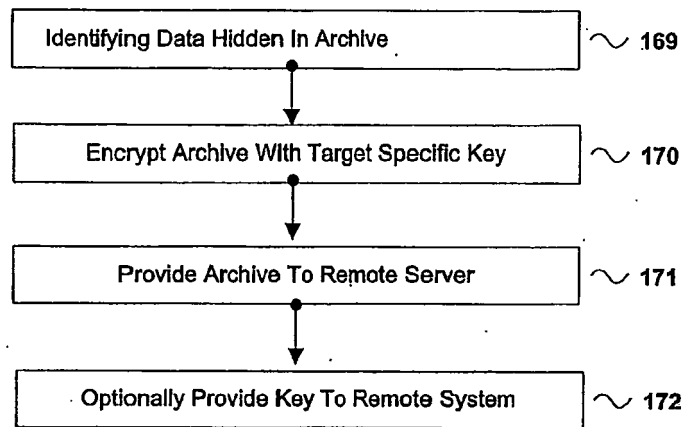 Identifying Data Hidden In Archive 169
Encrypt Archive With Target Specific Key 170
Provide Archive To Remote Server 171
Optionally Provide Key To Remote System 172